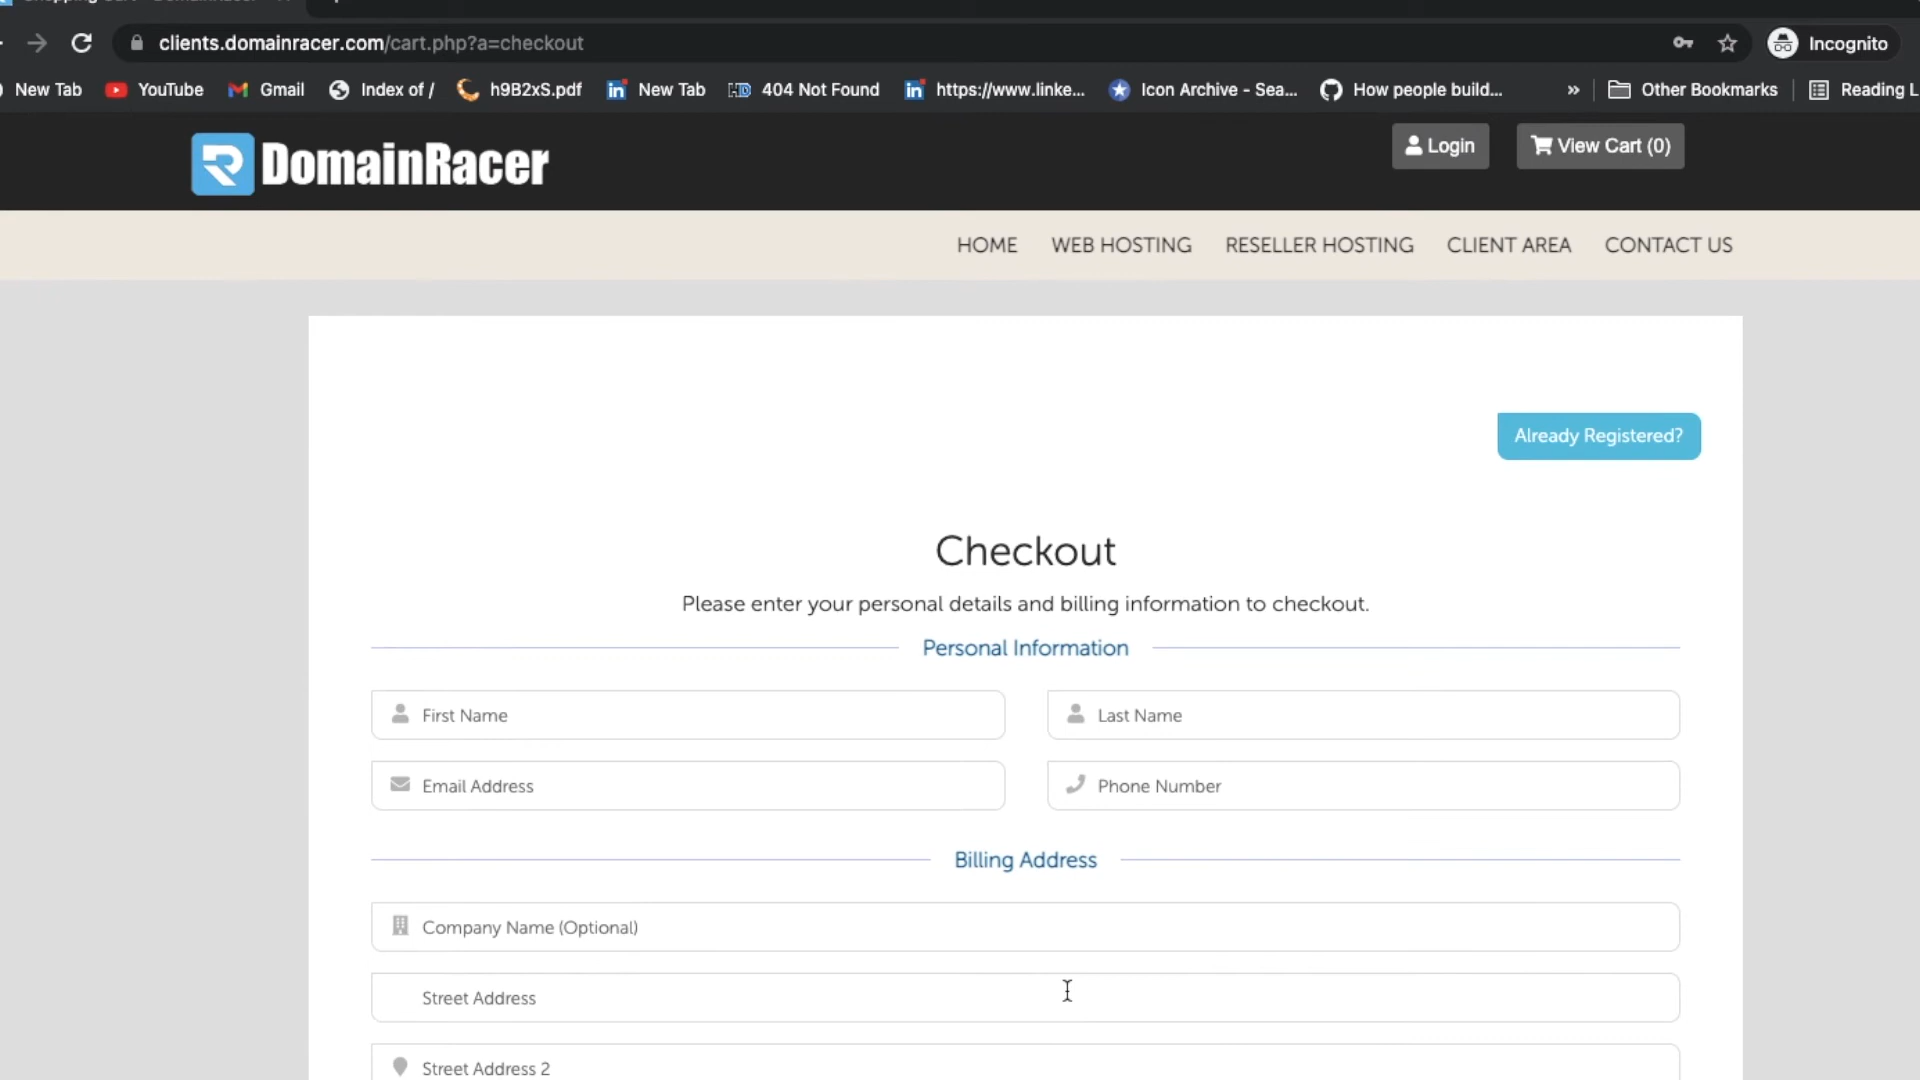 clients.domainracer.com/cart.php?a=checkout
Incognito
New Tab YouTube Gmail Index of / h9B2xS.pdf New Tab 404 Not Found https://www.linke... Icon Archive - Sea... How people build... » Other Bookmarks Reading L
DomainRacer
Login
View Cart (0)
HOME WEB HOSTING RESELLER HOSTING CLIENT AREA CONTACT US
Already Registered?
Checkout
Please enter your personal details and billing information to checkout.
Personal Information
First Name
Last Name
Email Address
Phone Number
Billing Address
Company Name (Optional)
Street Address
Street Address 2